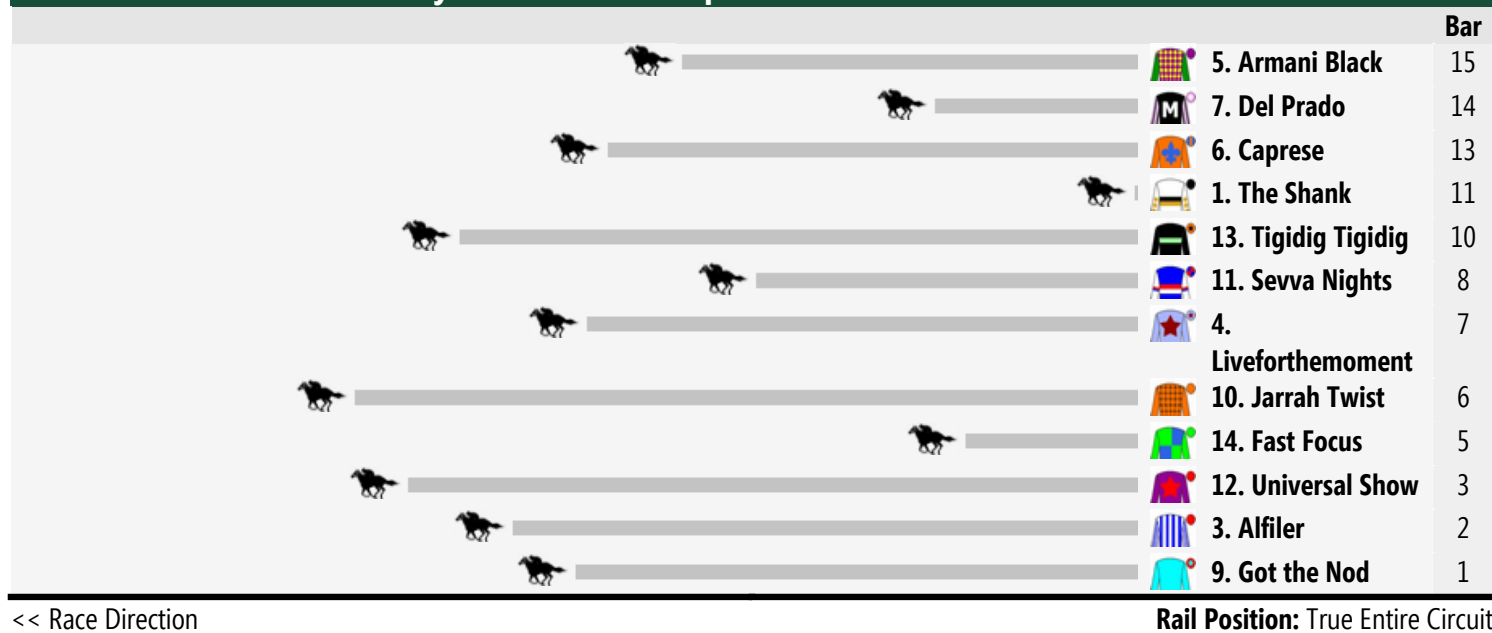 Bar
5. Armani Black 15
7. Del Prado 14
M
6. Caprese 13
1. The Shank 11
13. Tigidig Tigidig 10
11. Sevva Nights 8
4. 7
Liveforthemoment
10. Jarrah Twist 6
14. Fast Focus 5
12. Universal Show 3
3. Alfiler 2
9. Got the Nod 1
<< Race Direction Rail Position: True Entire Circuit